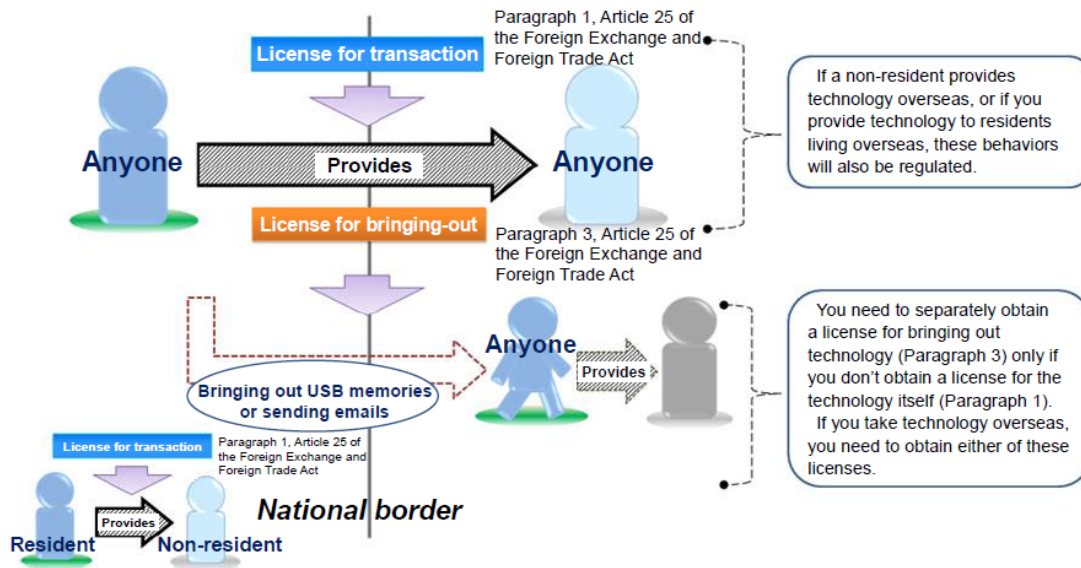 Paragraph 1, Article 25 of
the Foreign Exchange and
Foreign Trade Act
License for transaction
Anyone
Provides
Anyone
If a non-resident provides
technology overseas, or if you
provide technology to residents
living overseas, these behaviors
will also be regulated.
License for bringing-out
Paragraph 3, Article 25 of
the Foreign Exchange and
Foreign Trade Act
Anyone
Provides
Bringing out USB memories
or sending emails
You need to separately obtain
a license for bringing out
technology (Paragraph 3) only if
you don’t obtain a license for the
technology itself (Paragraph 1).
If you take technology overseas,
you need to obtain either of these
licenses.
License for transaction
Paragraph 1, Article 25 of
the Foreign Exchange and
Foreign Trade Act
Provides
Resident
Non-resident
National border